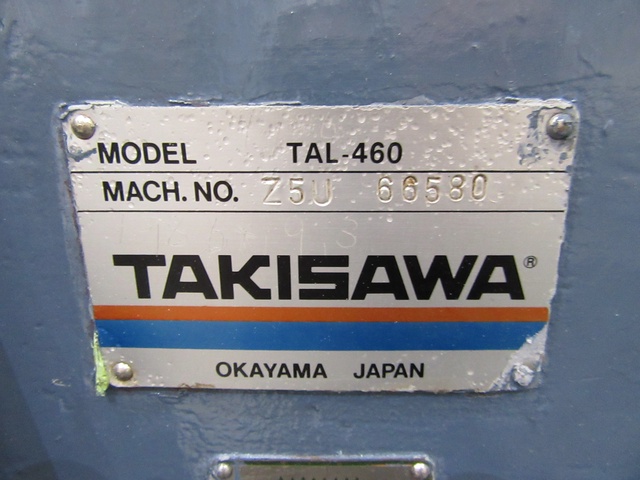 MODEL TAL-460
MACH. NO. Z5U 66580
TAKISAWA®
OKAYAMA JAPAN